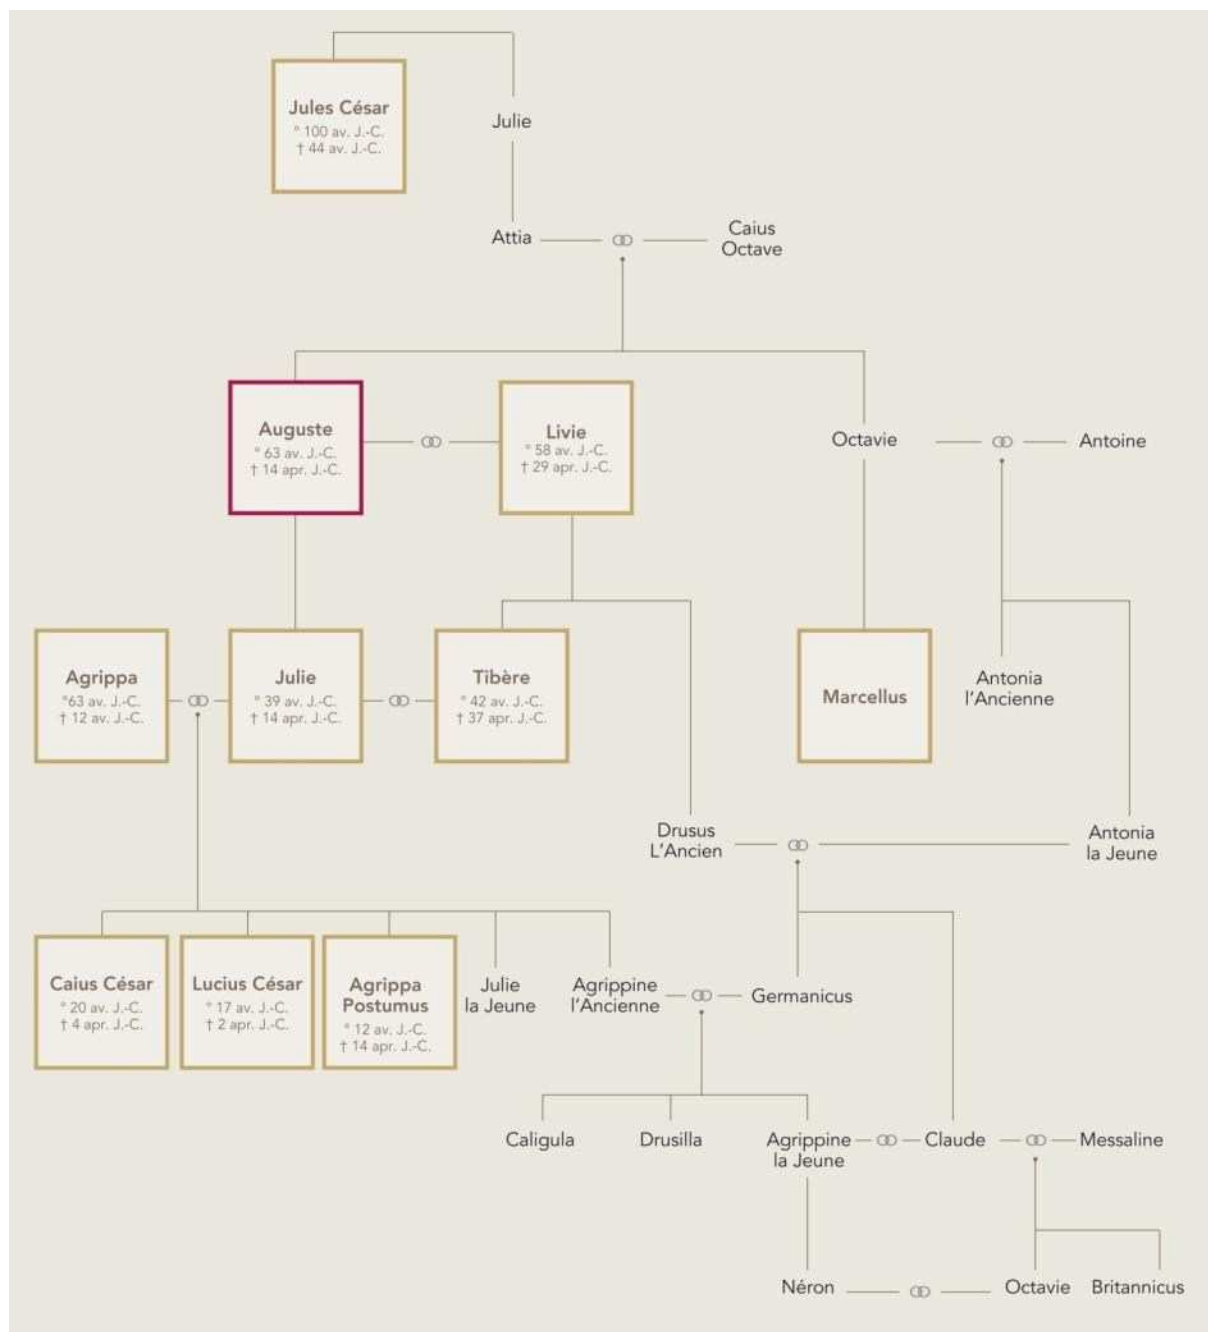 Jules César
° 100 av. J.-C.
† 44 av. J.-C.
Julie
Attia
Caius
Octave
Auguste
° 63 av. J.-C.
† 14 apr. J.-C.
Livie
° 58 av. J.-C.
† 29 apr. J.-C.
Octavie
Antoine
Agrippa
°63 av. J.-C.
† 12 av. J.-C.
Julie
° 39 av. J.-C.
† 14 apr. J.-C.
Tibère
° 42 av. J.-C.
† 37 apr. J.-C.
Marcellus
Antonia
l'Ancienne
Drusus
L'Ancien
Antonia
la Jeune
Caius César
° 20 av. J.-C.
† 4 apr. J.-C.
Lucius César
° 17 av. J.-C.
† 2 apr. J.-C.
Agrippa
Postumus
° 12 av. J.-C.
† 14 apr. J.-C.
Julie
la Jeune
Agrippine
l'Ancienne
Germanicus
Caligula
Drusilla
Agrippine
la Jeune
Claude
Messaline
Néron
Octavie
Britannicus